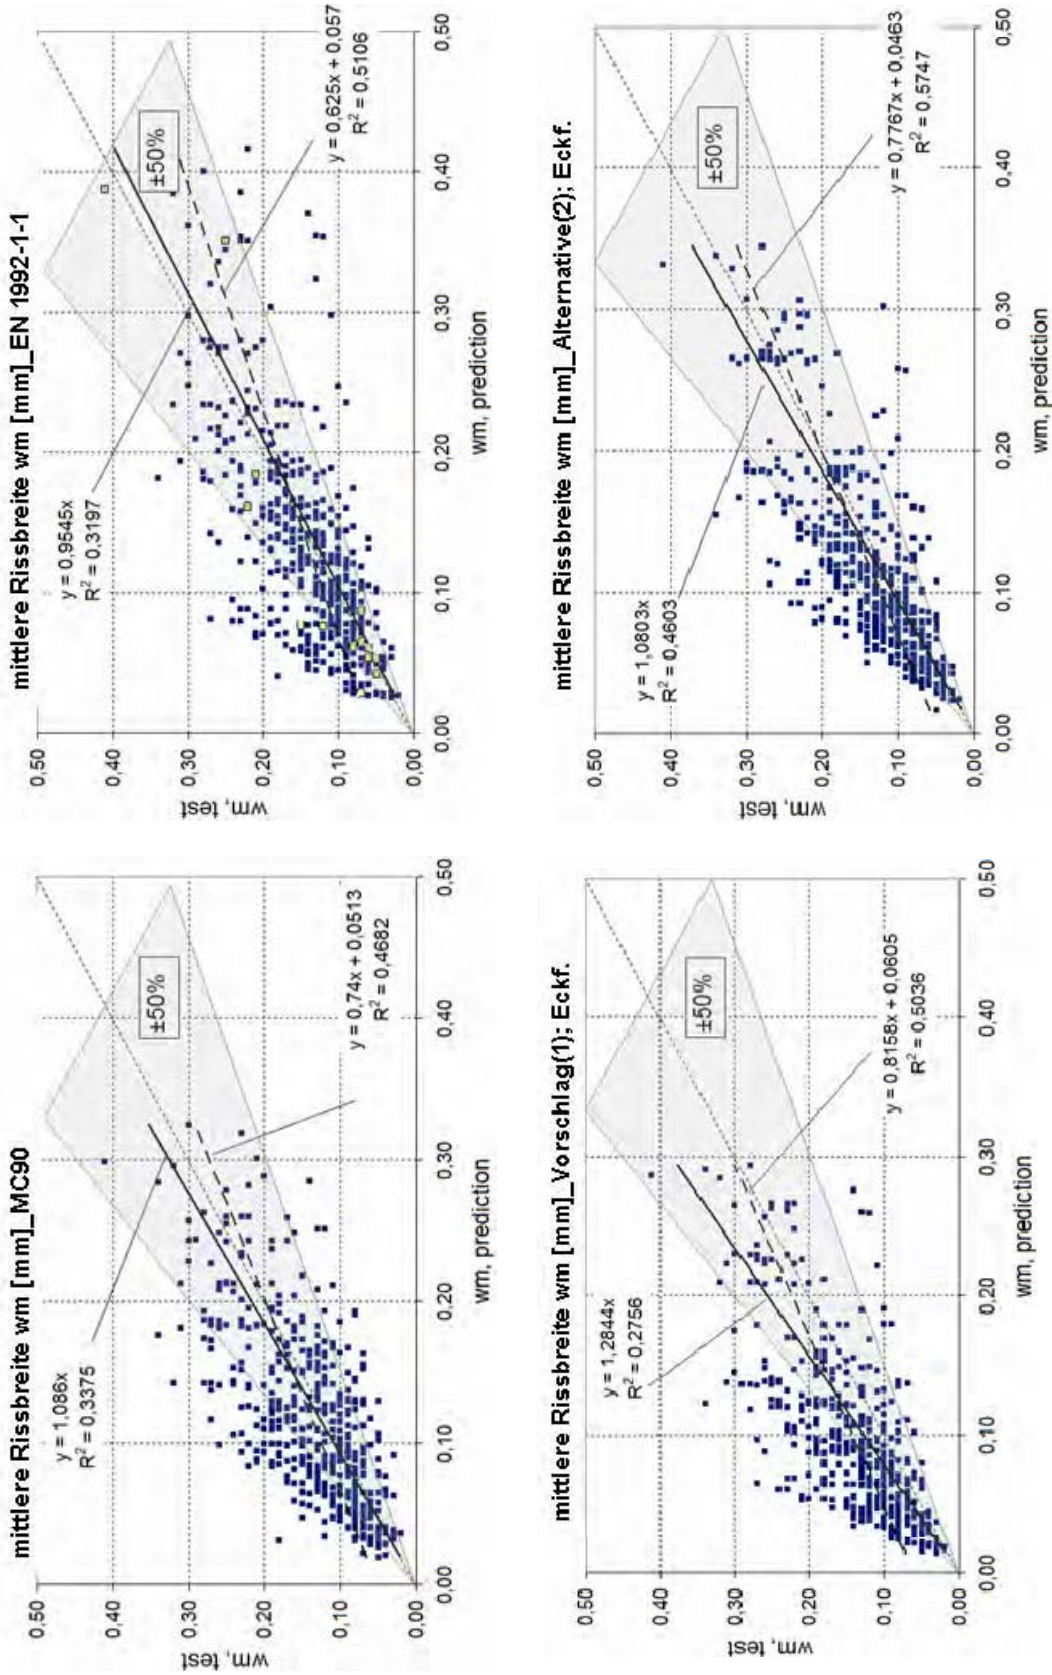 mittlere Rissbreite wm [mm]_MC90
0,50
0,40
0,30
0,20
0,10
0,00
wm, test
y = 1,086x
R² = 0,3375
±50%
y = 0,74x + 0,0513
R² = 0,4682
0,00
0,10
0,20
0,30
0,40
0,50
wm, prediction
mittlere Rissbreite wm [mm]_EN 1992-1-1
0,50
0,40
0,30
0,20
0,10
0,00
wm, test
y = 0,9545x
R² = 0,3197
±50%
y = 0,625x + 0,057
R² = 0,5106
0,00
0,10
0,20
0,30
0,40
0,50
wm, prediction
mittlere Rissbreite wm [mm]_Vorschlag(1); Eckf.
0,50
0,40
0,30
0,20
0,10
0,00
wm, test
y = 1,2844x
R² = 0,2756
±50%
y = 0,8158x + 0,0605
R² = 0,5036
0,00
0,10
0,20
0,30
0,40
0,50
wm, prediction
mittlere Rissbreite wm [mm]_Alternative(2); Eckf.
0,50
0,40
0,30
0,20
0,10
0,00
wm, test
y = 1,0803x
R² = 0,4603
±50%
y = 0,7767x + 0,0463
R² = 0,5747
0,00
0,10
0,20
0,30
0,40
0,50
wm, prediction